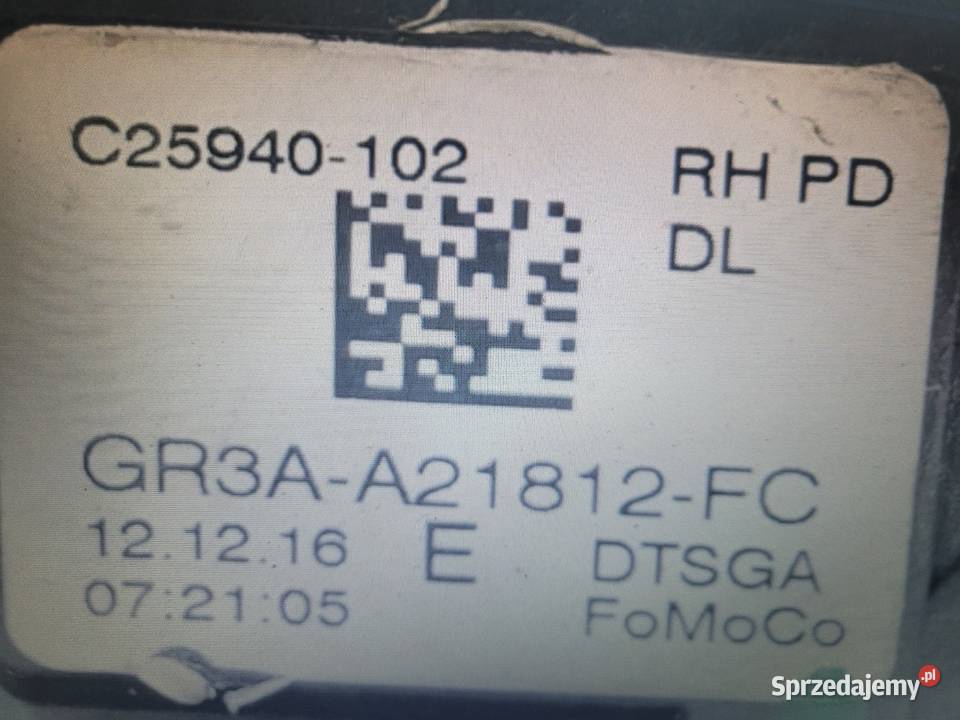 C25940-102
RH PD
DL
GR3A-A21812-FC
12.12.16 E DTSGA
07:21:05 FoMoCo
Sprzedajemy.pl